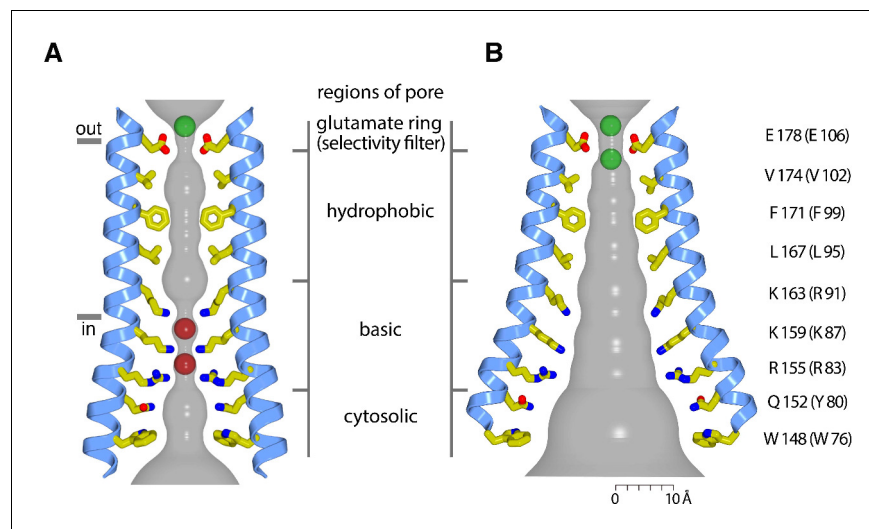 A
B
regions of pore
out
glutamate ring
(selectivity filter)
hydrophobic
in
basic
cytosolic
E 178 (E 106)
V 174 (V 102)
F 171 (F 99)
L 167 (L 95)
K 163 (R 91)
K 159 (K 87)
R 155 (R 83)
Q 152 (Y 80)
W 148 (W 76)
0 10 Å